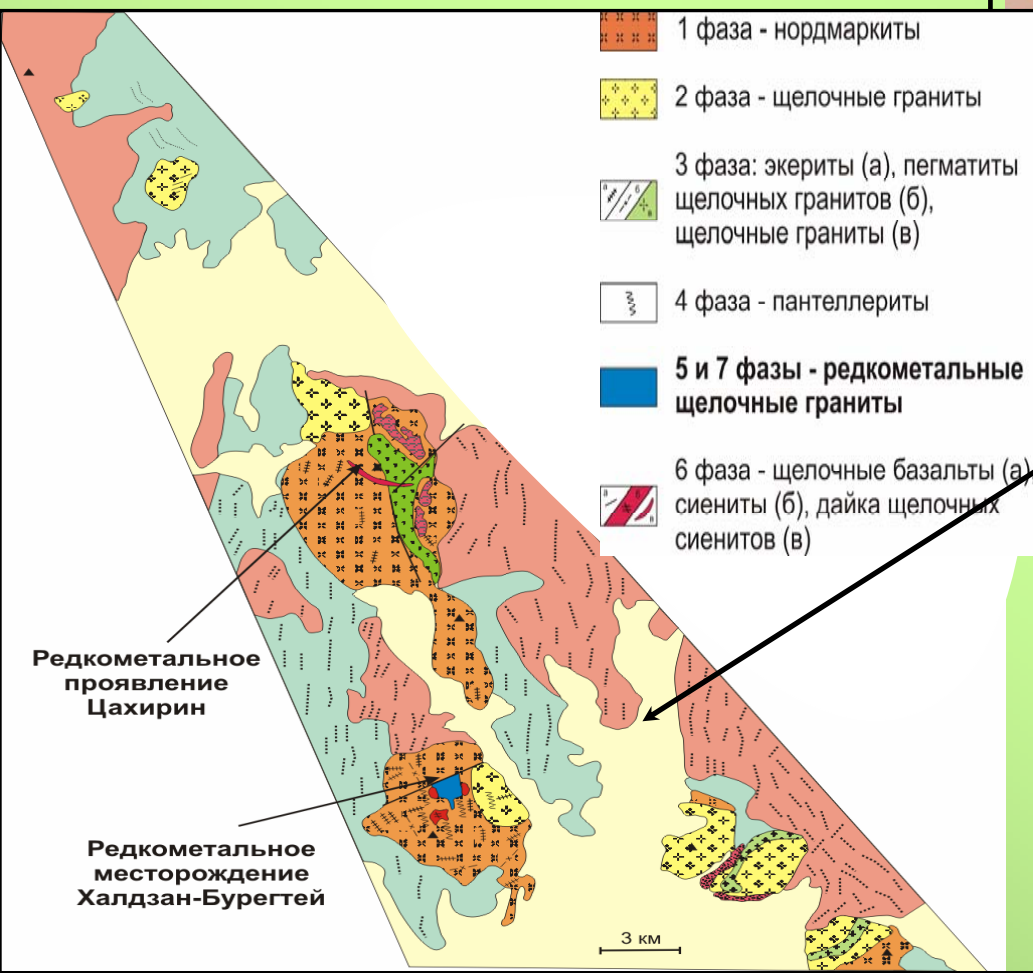 1 фаза - нордмаркиты
2 фаза - щелочные граниты
3 фаза: экериты (а), пегматиты
щелочных гранитов (б),
щелочные граниты (в)
а
б
в
4 фаза - пантеллериты
5 и 7 фазы - редкометальные
щелочные граниты
6 фаза - щелочные базальты (а),
сиениты (б), дайка щелочных
сиенитов (в)
а
б
в
Редкометальное
проявление
Цахирин
Редкометальное
месторождение
Халдзан-Бурегтей
3 км